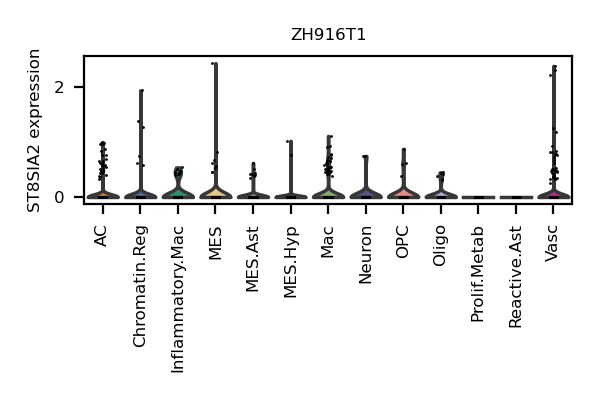 ZH916T1
ST8SIA2 expression
2
0
AC
Chromatin.Reg
Inflammatory.Mac
MES
MES.Ast
MES.Hyp
Mac
Neuron
OPC
Oligo
Prolif.Metab
Reactive.Ast
Vasc